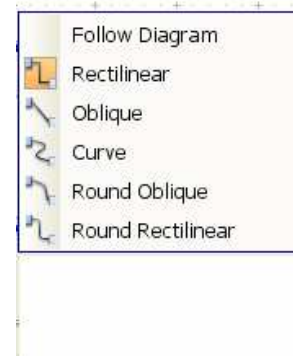 Follow Diagram
Rectilinear
Oblique
Curve
Round Oblique
Round Rectilinear